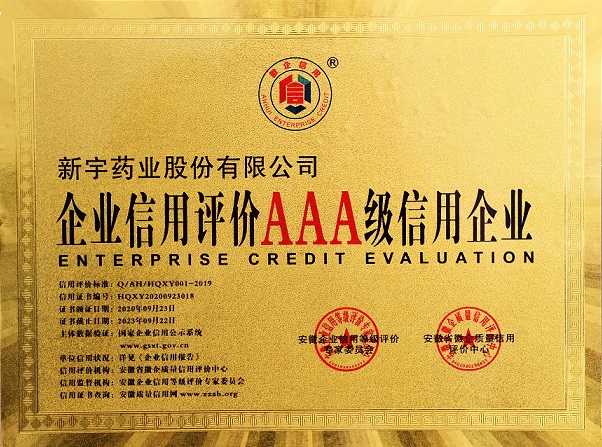 徽企信用
®
信
ANHUI ENTERPRISE CREDIT
新宇药业股份有限公司
企业信用评价AAA级信用企业
ENTERPRISE CREDIT EVALUATION
信用评价标准：Q/AH/HQXY001-2019
信用证书编号：HQXY20200923018
证书颁证日期：2020年09月23日
证书截止日期：2023年09月22日
主体数据验证：国家企业信用公示系统
www.gsxt.gov.cn
单位信用状况：详见《企业信用报告》
信用评价机构：安徽省徽企质量信用评价中心
信用监督机构：安徽企业信用等级评价专家委员会
信用证书查询：安徽质量信用网 www.zzab.org
安徽企业信用等级评价
专家委员会
安徽省徽企质量信用
评价中心